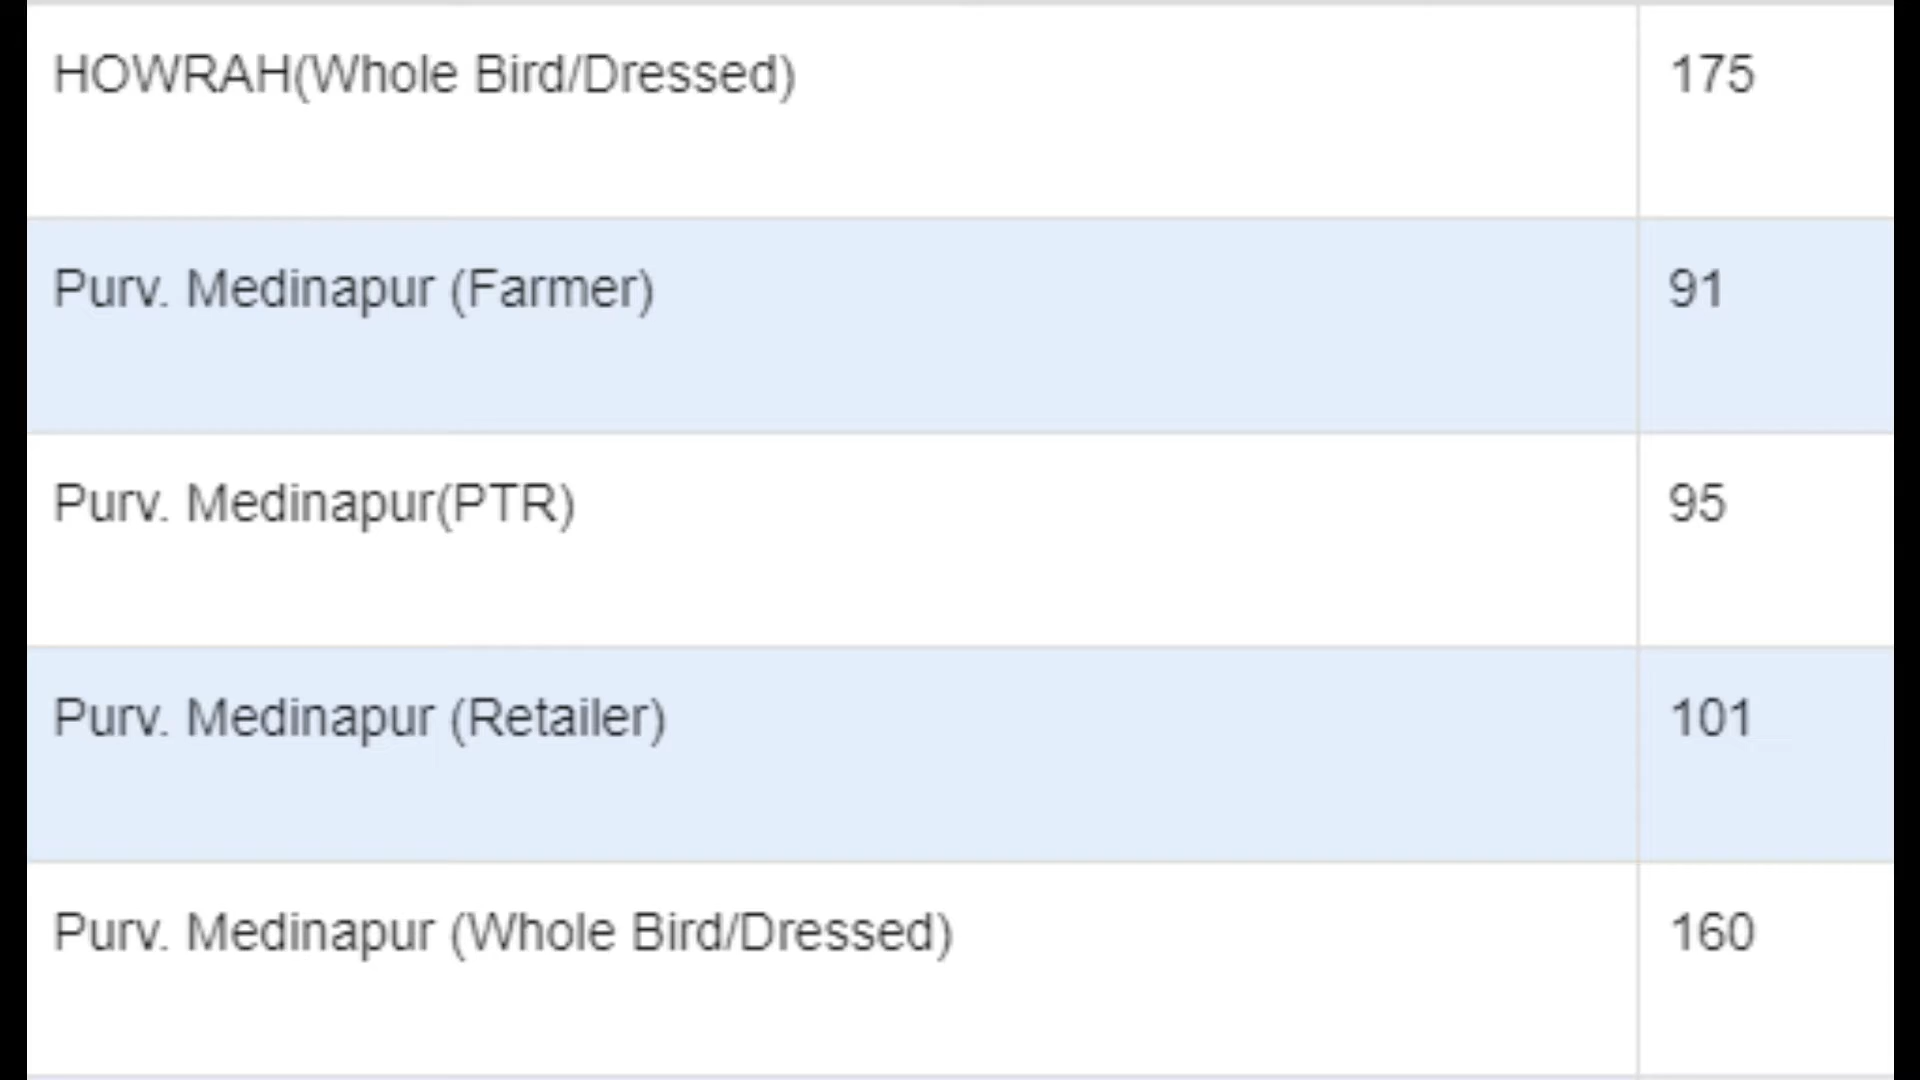 HOWRAH(Whole Bird/Dressed) 175
Purv. Medinapur (Farmer) 91
Purv. Medinapur(PTR) 95
Purv. Medinapur (Retailer) 101
Purv. Medinapur (Whole Bird/Dressed) 160